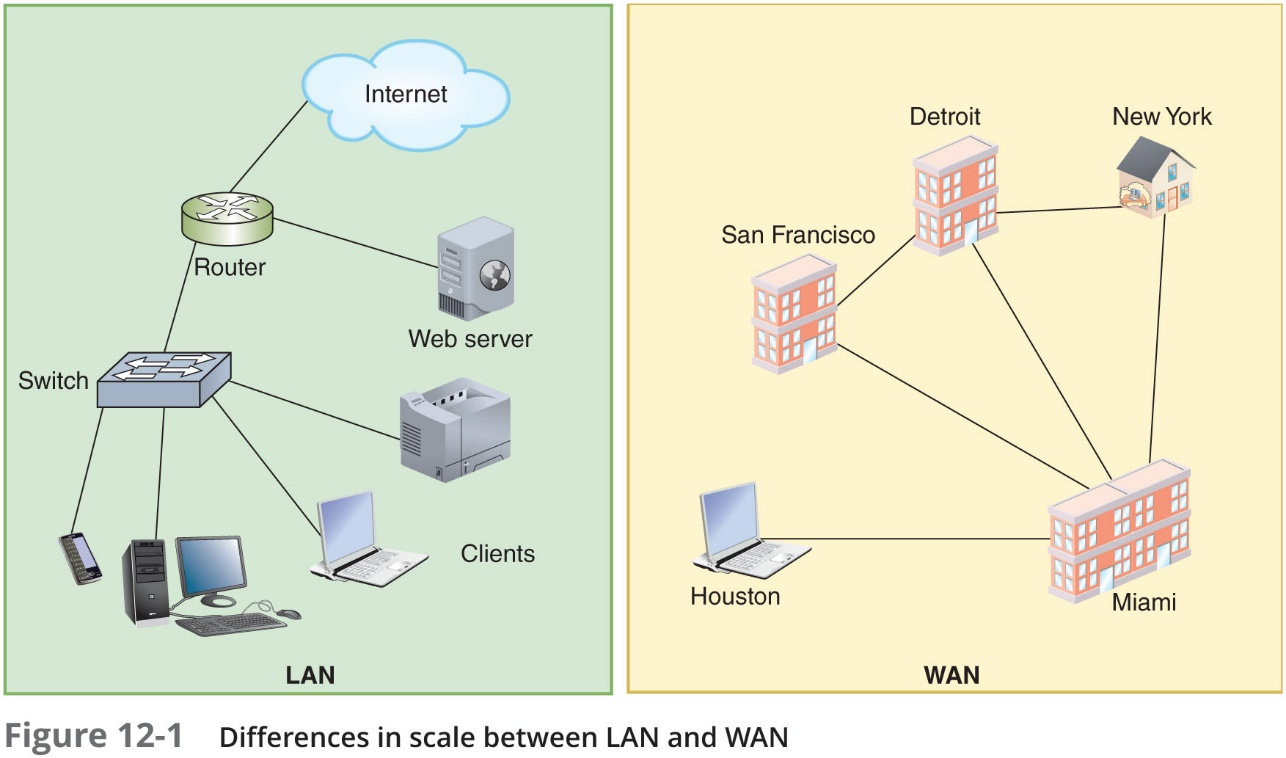 Internet
Router
Web server
Switch
Clients
LAN
Detroit
New York
San Francisco
Houston
Miami
WAN
Figure 12-1 Differences in scale between LAN and WAN